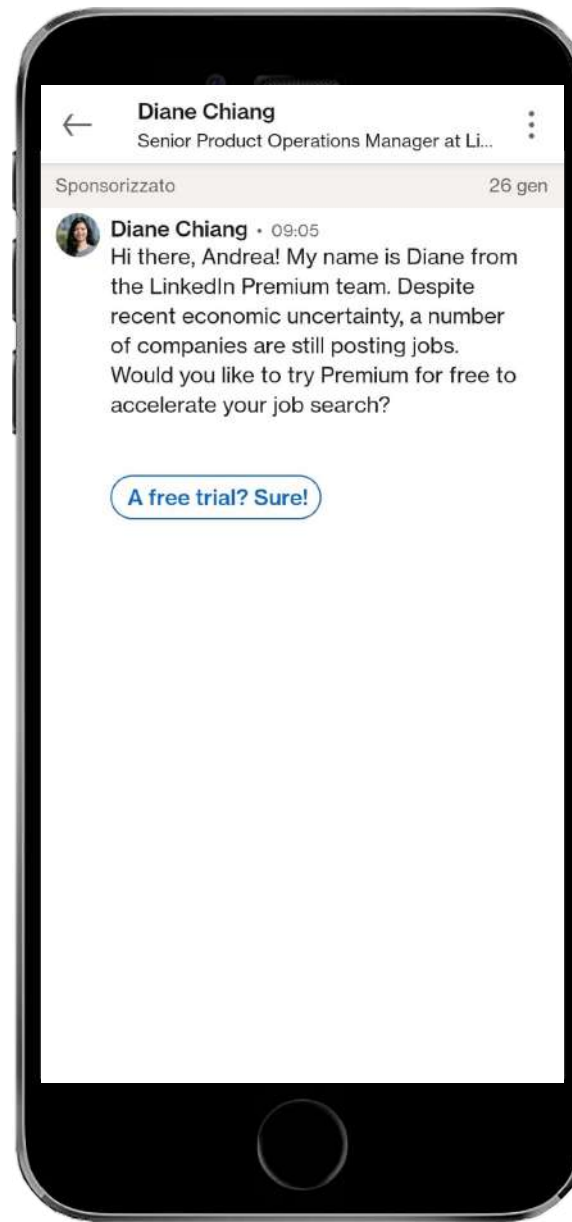 Diane Chiang
Senior Product Operations Manager at Li...
Sponsorizzato 26 gen
Diane Chiang • 09:05
Hi there, Andrea! My name is Diane from
the LinkedIn Premium team. Despite
recent economic uncertainty, a number
of companies are still posting jobs.
Would you like to try Premium for free to
accelerate your job search?
A free trial? Sure!